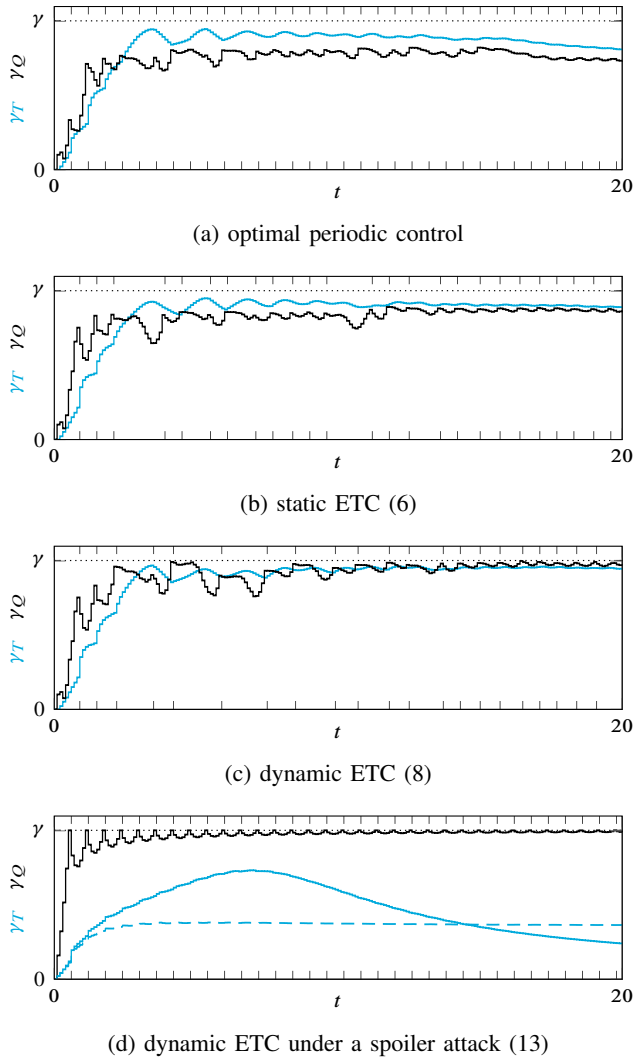 γ
γT γQ
0
0
20
t
(a) optimal periodic control
γ
γT γQ
0
0
20
t
(b) static ETC (6)
γ
γT γQ
0
0
20
t
(c) dynamic ETC (8)
γ
γT γQ
0
0
20
t
(d) dynamic ETC under a spoiler attack (13)